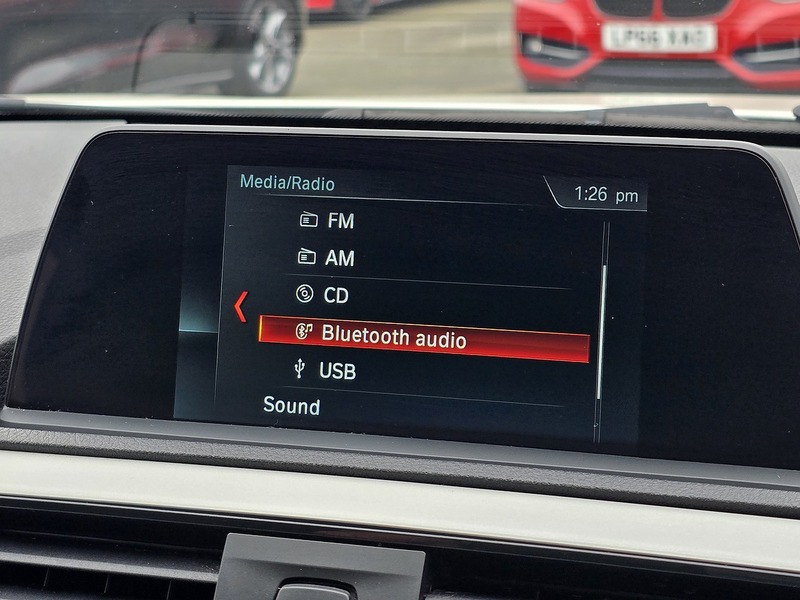 Media/Radio
1:26 pm
FM
AM
CD
Bluetooth audio
USB
Sound